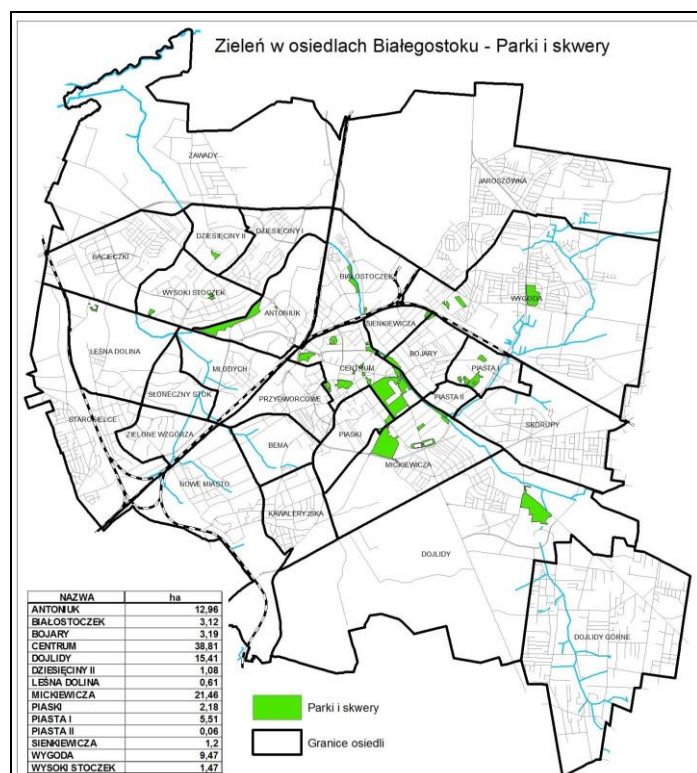 Zieleń w osiedlach Białegostoku - Parki i skwery
ZAWADY
JAROSZÓWKA
DZIESIĘCINY II
DZIESIĘCINY I
BACIECZKI
BIAŁOSTOCZEK
WYSOKI STOCZEK
WYGODA
ANTONIUK
SIENKIEWICZA
LEŚNA DOLINA
BOJARY
MŁODYCH
CENTRUM
PIASTA I
SŁONECZNY STOK
PRZYDWORCOWE
PIASTA II
STAROSIELCE
SKORUPY
ZIELONE WZGÓRZA
PIASKI
BEMA
MICKIEWICZA
NOWE MIASTO
KAWALERYJSKA
DOJLIDY
DOJLIDY GÓRNE
NAZWA ha
ANTONIUK 12,96
BIAŁOSTOCZEK 3,12
BOJARY 3,19
CENTRUM 38,81
DOJLIDY 15,41
DZIESIĘCINY II 1,08
LEŚNA DOLINA 0,61
MICKIEWICZA 21,46
PIASKI 2,18
PIASTA I 5,51
PIASTA II 0,06
SIENKIEWICZA 1,2
WYGODA 9,47
WYSOKI STOCZEK 1,47
Parki i skwery
Granice osiedli